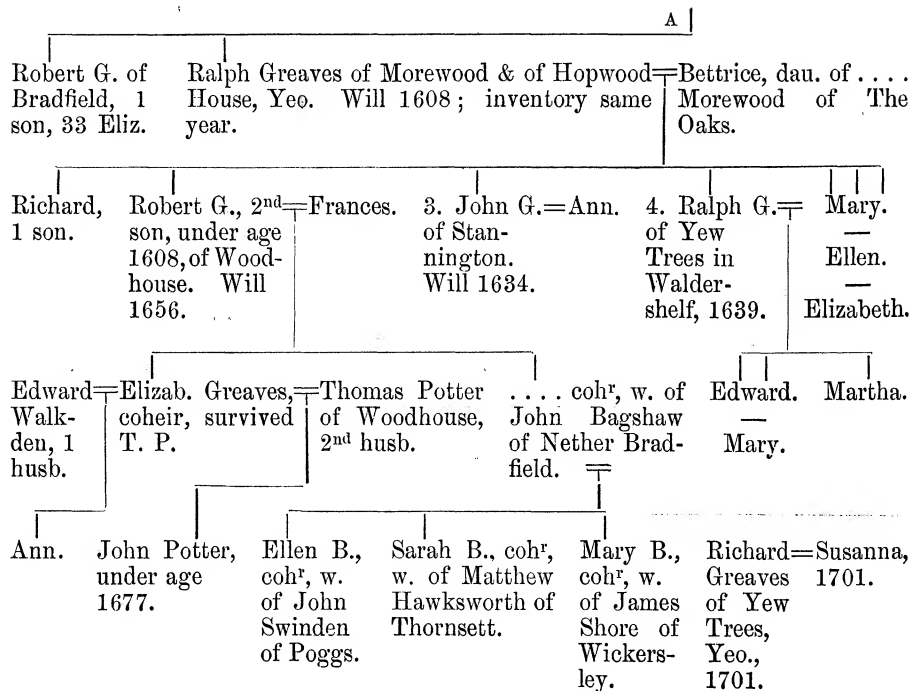 A
Robert G. of
Bradfield, 1
son, 33 Eliz.
Ralph Greaves of Morewood & of Hopwood
House, Yeo. Will 1608; inventory same
year.
=Bettrice, dau. of ....
Morewood of The
Oaks.
Richard,
1 son.
Robert G., 2nd
son, under age
1608, of Wood-
house. Will
1656.
=Frances.
3. John G.=Ann.
of Stan-
nington.
Will 1634.
4. Ralph G.=
of Yew
Trees in
Walder-
shelf, 1639.
Mary.
—
Ellen.
—
Elizabeth.
Edward
Walk-
den, 1
husb.
=Elizab. Greaves,
coheir, survived
T. P.
=Thomas Potter
of Woodhouse,
2nd husb.
.... cohr, w. of
John Bagshaw
of Nether Brad-
field. =
Edward.
—
Mary.
Martha.
Ann.
John Potter,
under age
1677.
Ellen B.,
cohr, w.
of John
Swinden
of Poggs.
Sarah B., cohr,
w. of Matthew
Hawksworth of
Thornsett.
Mary B.,
cohr, w.
of James
Shore of
Wickers-
ley.
Richard=Susanna,
Greaves
of Yew
Trees,
Yeo.,
1701.
1701.